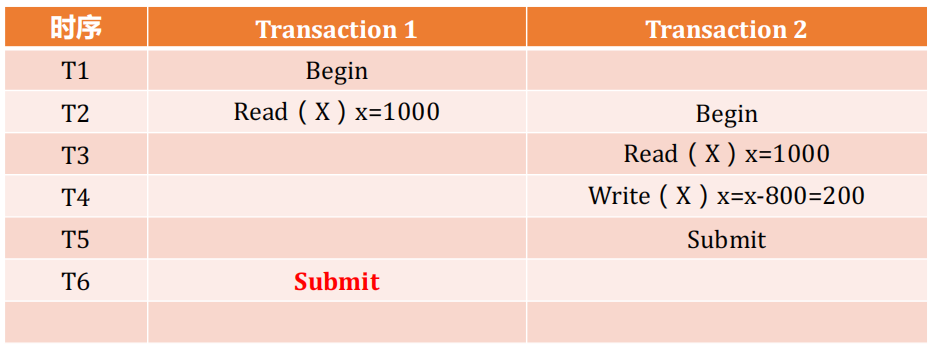 时序 Transaction 1 Transaction 2
T1 Begin
T2 Read（X）x=1000 Begin
T3 Read（X）x=1000
T4 Write（X）x=x-800=200
T5 Submit
T6 Submit